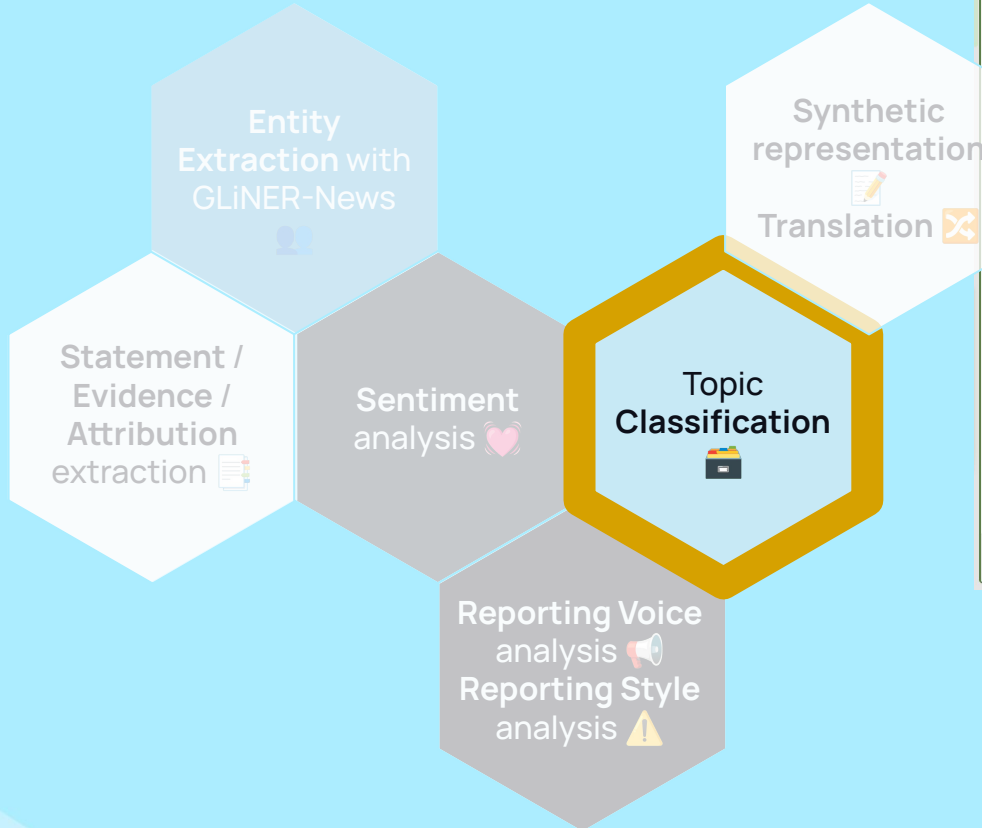 Entity
Extraction with
GLiNER-News
👥
Synthetic
representation
📝
Translation 🔀
Statement /
Evidence /
Attribution
extraction 📑
Sentiment
analysis 💓
Topic
Classification
🗃️
Reporting Voice
analysis 📢
Reporting Style
analysis ⚠️